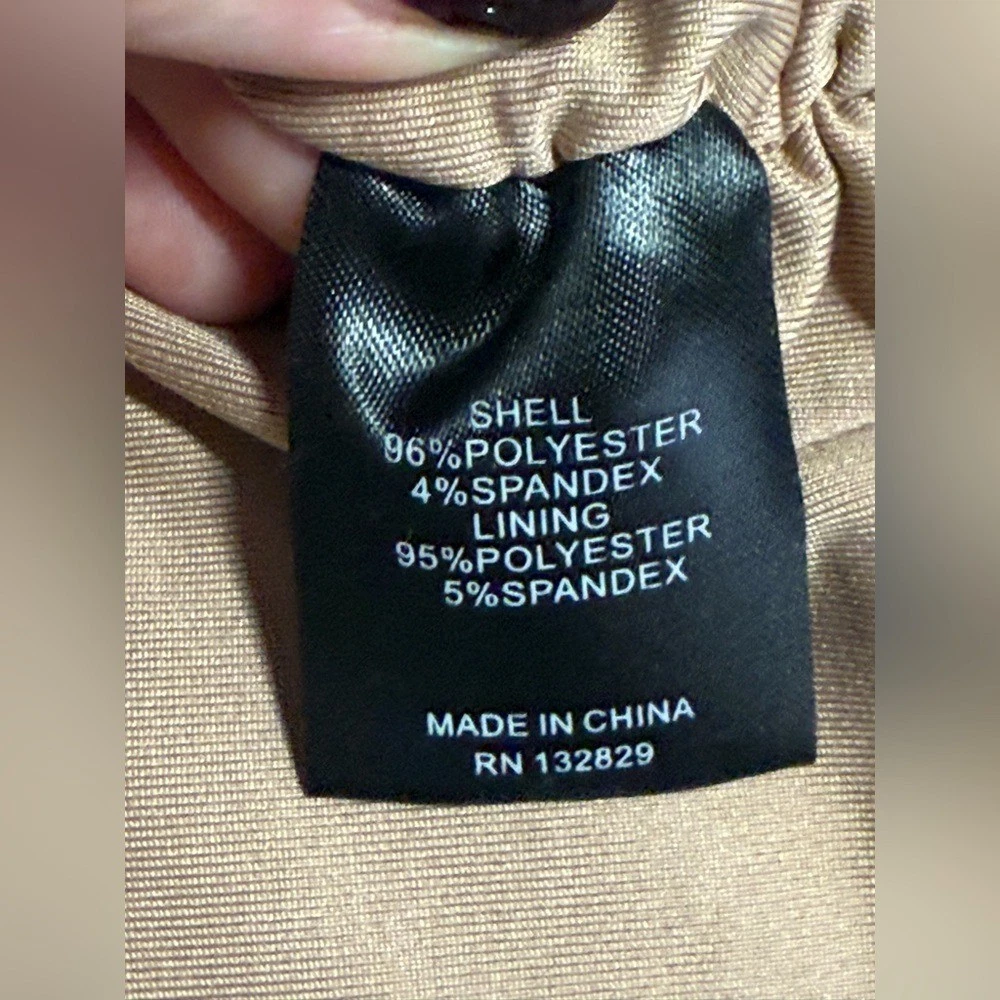 SHELL
96%POLYESTER
4%SPANDEX
LINING
95%POLYESTER
5%SPANDEX
MADE IN CHINA
RN 132829